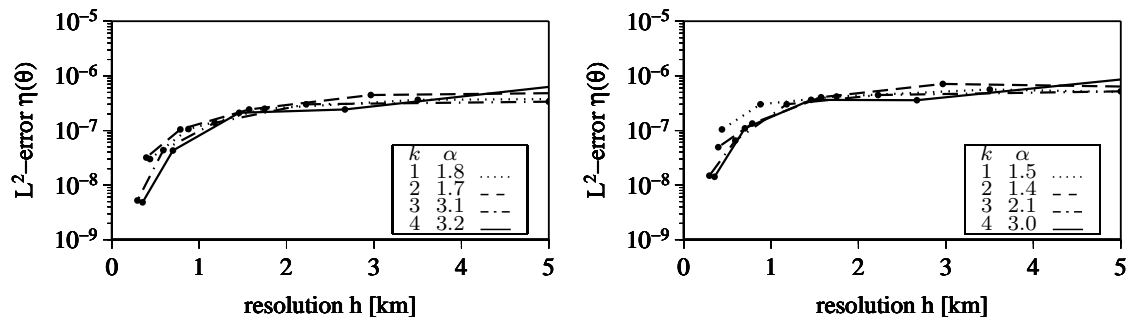 10⁻⁵
10⁻⁶
10⁻⁷
10⁻⁸
10⁻⁹
L²–error η(θ)
0 1 2 3 4 5
resolution h [km]
k α
1 1.8
2 1.7
3 3.1
4 3.2
10⁻⁵
10⁻⁶
10⁻⁷
10⁻⁸
10⁻⁹
L²–error η(θ)
0 1 2 3 4 5
resolution h [km]
k α
1 1.5
2 1.4
3 2.1
4 3.0